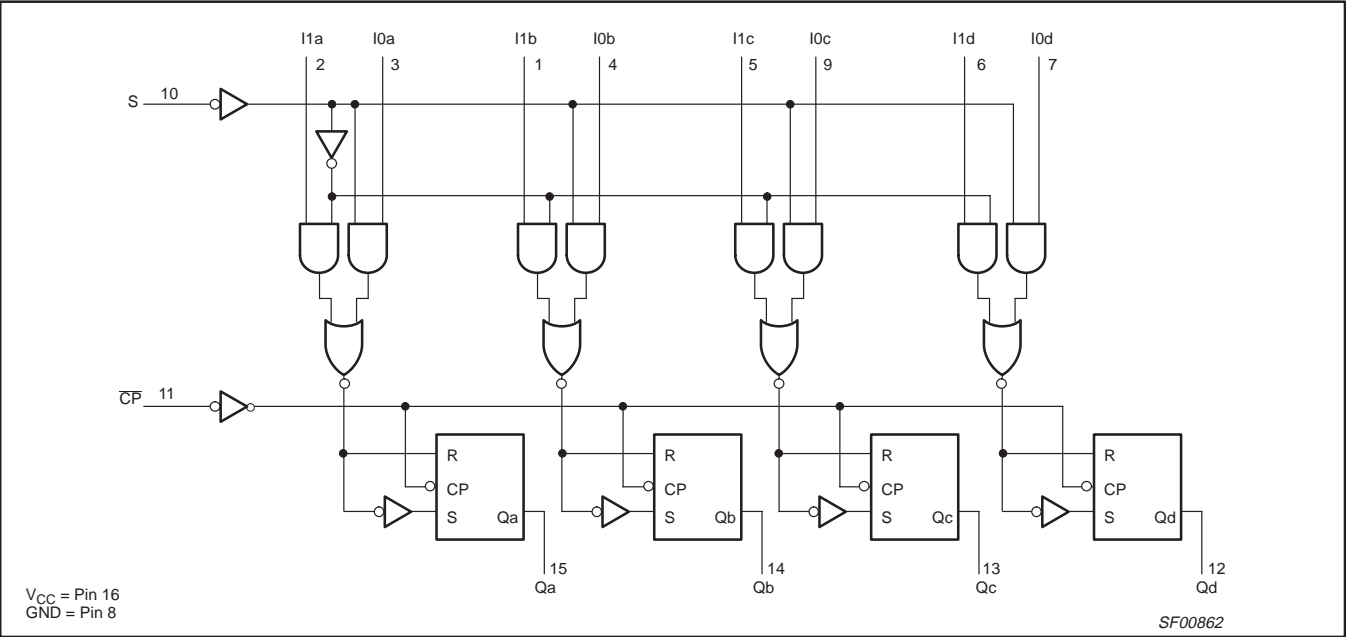 I1a I0a I1b I0b I1c I0c I1d I0d
2 3 1 4 5 9 6 7
S 10
CP 11
R R R R
CP CP CP CP
S Qa S Qb S Qc S Qd
15 14 13 12
Qa Qb Qc Qd
VCC = Pin 16
GND = Pin 8
SF00862